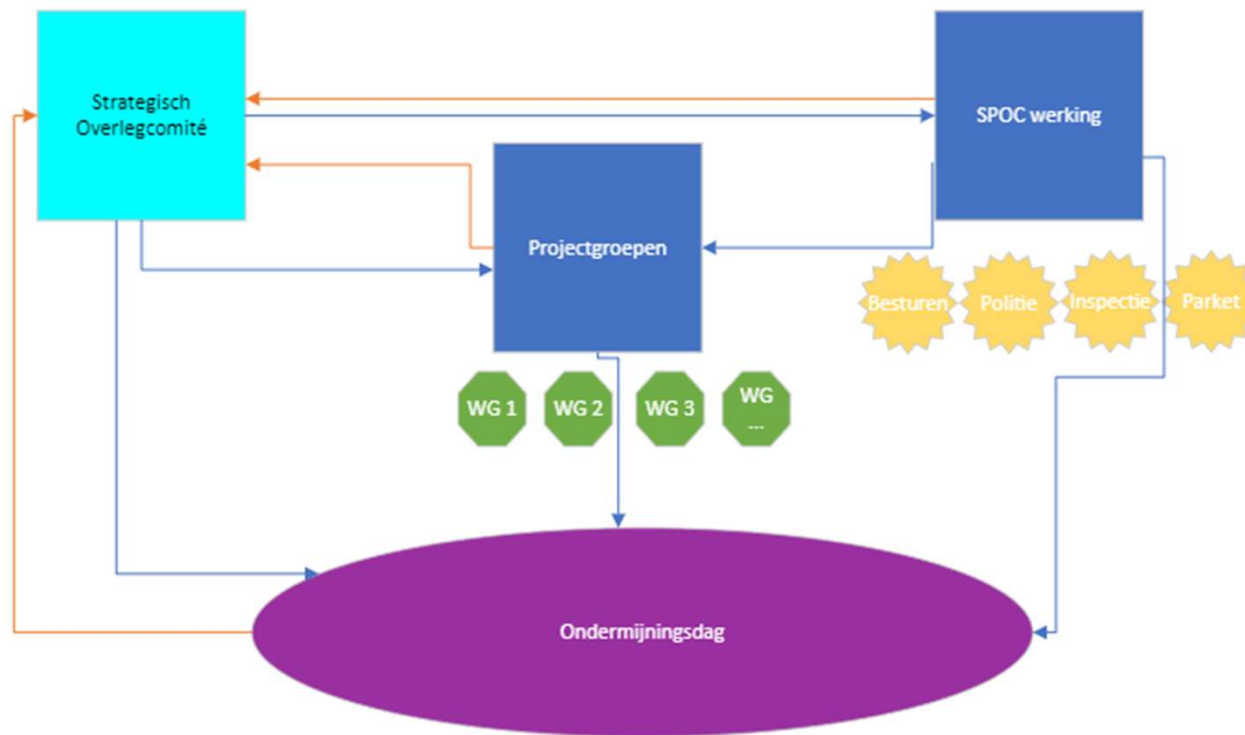 Strategisch
Overlegcomité
SPOC werking
Projectgroepen
Besturen
Politie
Inspectie
Parket
WG 1
WG 2
WG 3
WG
...
Ondermijningsdag